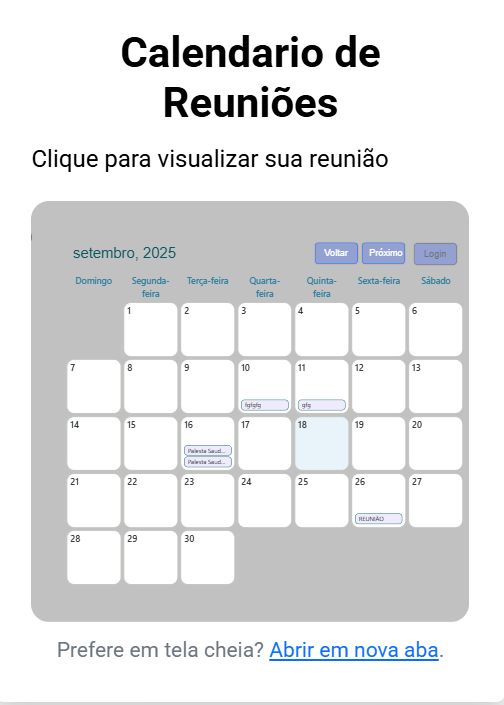 Calendario de
Reuniões
Clique para visualizar sua reunião
setembro, 2025
Voltar
Próximo
Login
Domingo Segunda- Terça-feira Quarta- Quinta- Sexta-feira Sábado
feira feira feira
1 2 3 4 5 6
7 8 9 10 11 12 13
fgfgfg gfg
14 15 16 17 18 19 20
Palesta Saud...
Palesta Saud...
21 22 23 24 25 26 27
REUNIÃO
28 29 30
Prefere em tela cheia? Abrir em nova aba.